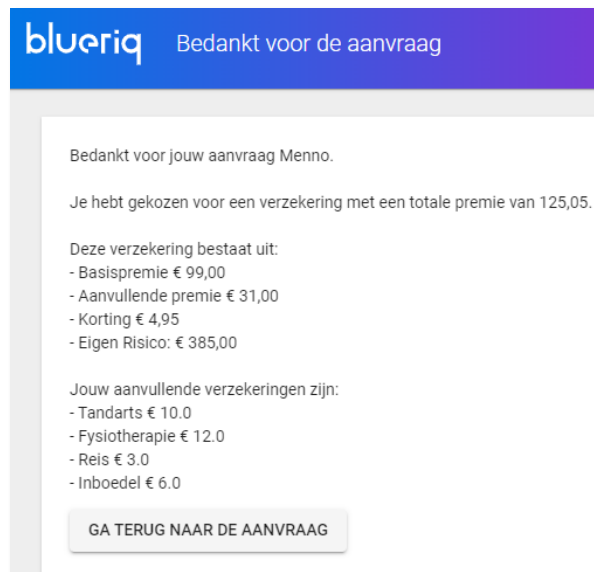 blueriq
Bedankt voor de aanvraag
Bedankt voor jouw aanvraag Menno.
Je hebt gekozen voor een verzekering met een totale premie van 125,05.
Deze verzekering bestaat uit:
- Basispremie € 99,00
- Aanvullende premie € 31,00
- Korting € 4,95
- Eigen Risico: € 385,00
Jouw aanvullende verzekeringen zijn:
- Tandarts € 10.0
- Fysiotherapie € 12.0
- Reis € 3.0
- Inboedel € 6.0
GA TERUG NAAR DE AANVRAAG